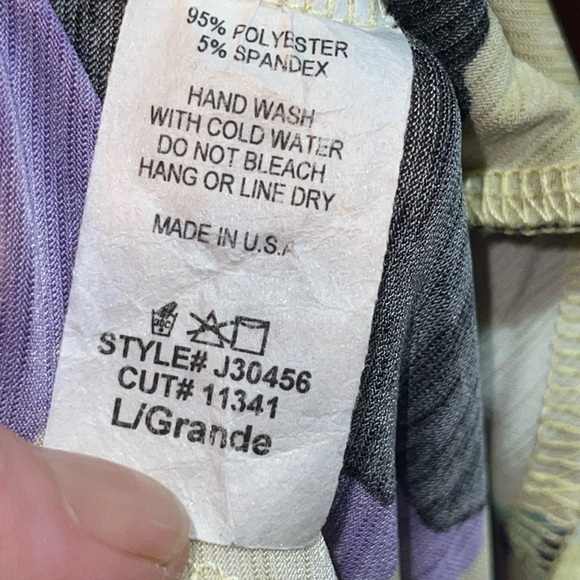 95% POLYESTER
5% SPANDEX
HAND WASH
WITH COLD WATER
DO NOT BLEACH
HANG OR LINE DRY
MADE IN U.S.A
STYLE# J30456
CUT# 11341
L/Grande